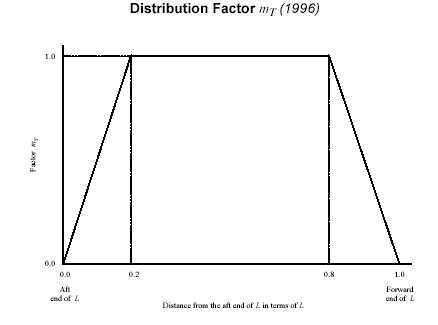 Distribution Factor mT (1996)
1.0
Factor mT
0.0
0.0 0.2 0.8 1.0
Aft
end of L
Forward
end of L
Distance from the aft end of L in terms of L